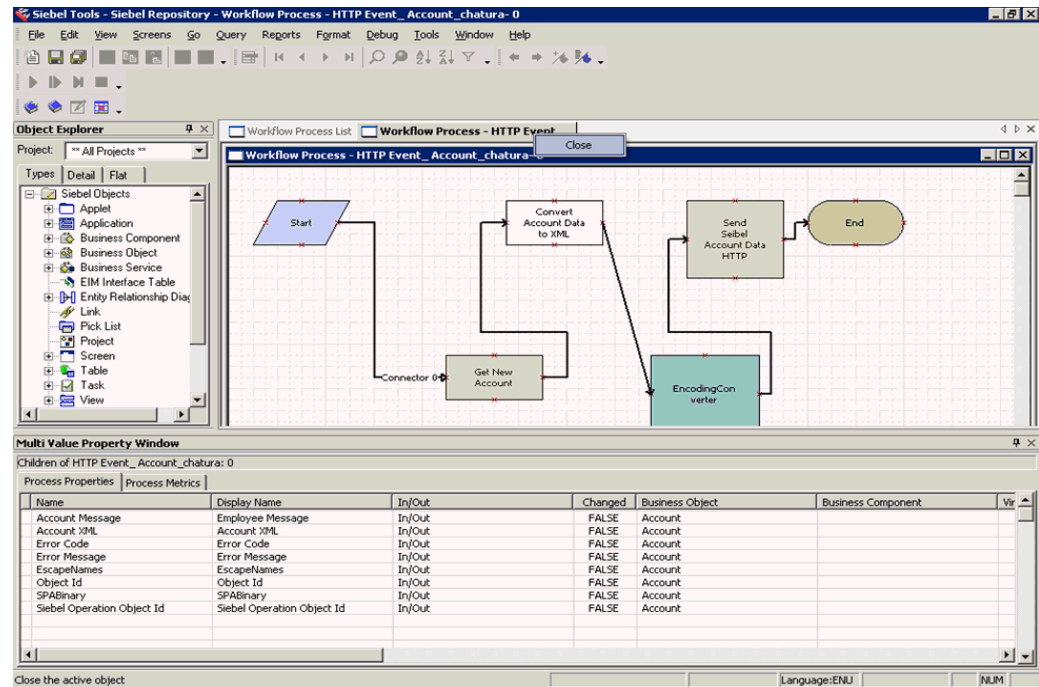 Siebel Tools - Siebel Repository - Workflow Process - HTTP Event_ Account_chatura- 0
File Edit View Screens Go Query Reports Format Debug Tools Window Help
Object Explorer
Project: ** All Projects **
Types Detail Flat
Siebel Objects
Applet
Application
Business Component
Business Object
Business Service
EIM Interface Table
Entity Relationship Diag
Link
Pick List
Project
Screen
Table
Task
View
Workflow Process List Workflow Process - HTTP Event
Close
Workflow Process - HTTP Event_ Account_chatura- 0
Start
Convert
Account Data
to XML
Send
Seibel
Account Data
HTTP
End
Connector 0
Get New
Account
EncodingCon
verter
Multi Value Property Window
Children of HTTP Event_ Account_chatura: 0
Process Properties Process Metrics
Name Display Name In/Out Changed Business Object Business Component Vir
Account Message Employee Message In/Out FALSE Account
Account XML Account XML In/Out FALSE Account
Error Code Error Code In/Out FALSE Account
Error Message Error Message In/Out FALSE Account
EscapeNames EscapeNames In/Out FALSE Account
Object Id Object Id In/Out FALSE Account
SPABinary SPABinary In/Out FALSE Account
Siebel Operation Object Id Siebel Operation Object Id In/Out FALSE Account
Close the active object Language:ENU NUM